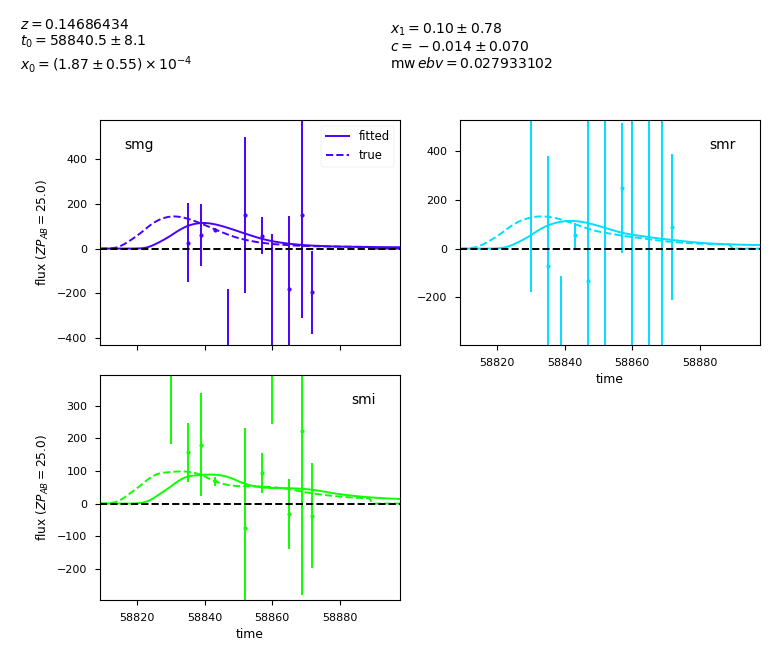 z = 0.14686434
t₀ = 58840.5 ± 8.1
x₀ = (1.87 ± 0.55) × 10⁻⁴
x₁ = 0.10 ± 0.78
c = −0.014 ± 0.070
mw ebv = 0.027933102
smg
fitted
true
400
200
0
−200
−400
flux (ZP_AB = 25.0)
smr
400
200
0
−200
58820 58840 58860 58880
time
smi
300
200
100
0
−100
−200
flux (ZP_AB = 25.0)
58820 58840 58860 58880
time